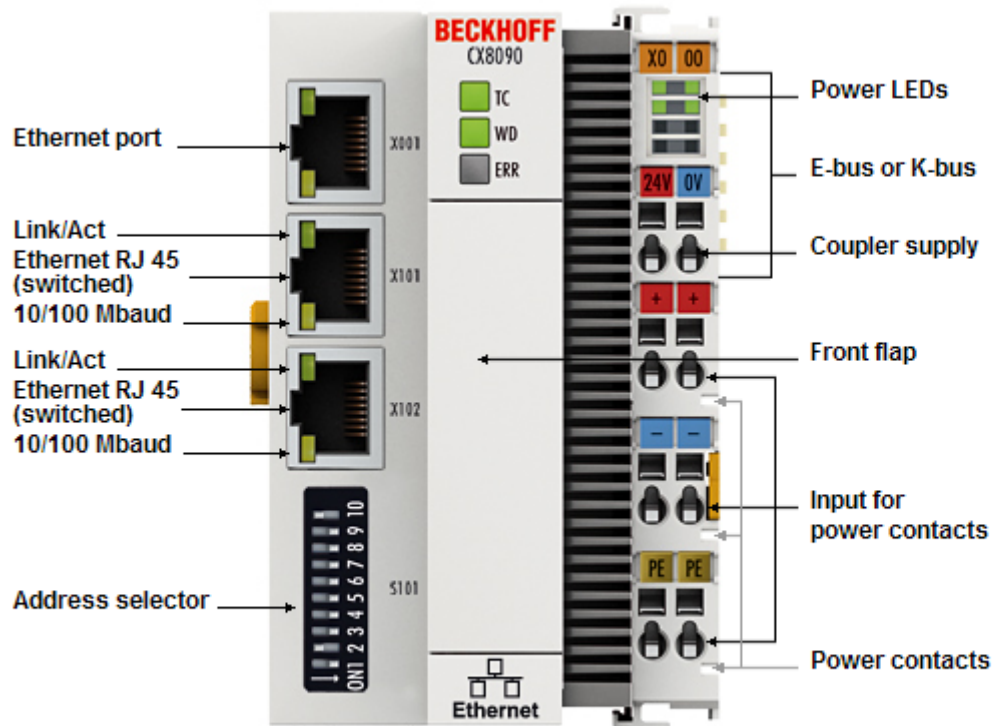 BECKHOFF
CX8090
TC
WD
ERR
X001
X101
X102
S101
1 2 3 4 5 6 7 8 9 10
ON
Ethernet
X0 00
24V 0V
+ +
– –
PE PE
Ethernet port
Link/Act
Ethernet RJ 45
(switched)
10/100 Mbaud
Link/Act
Ethernet RJ 45
(switched)
10/100 Mbaud
Address selector
Power LEDs
E-bus or K-bus
Coupler supply
Front flap
Input for
power contacts
Power contacts